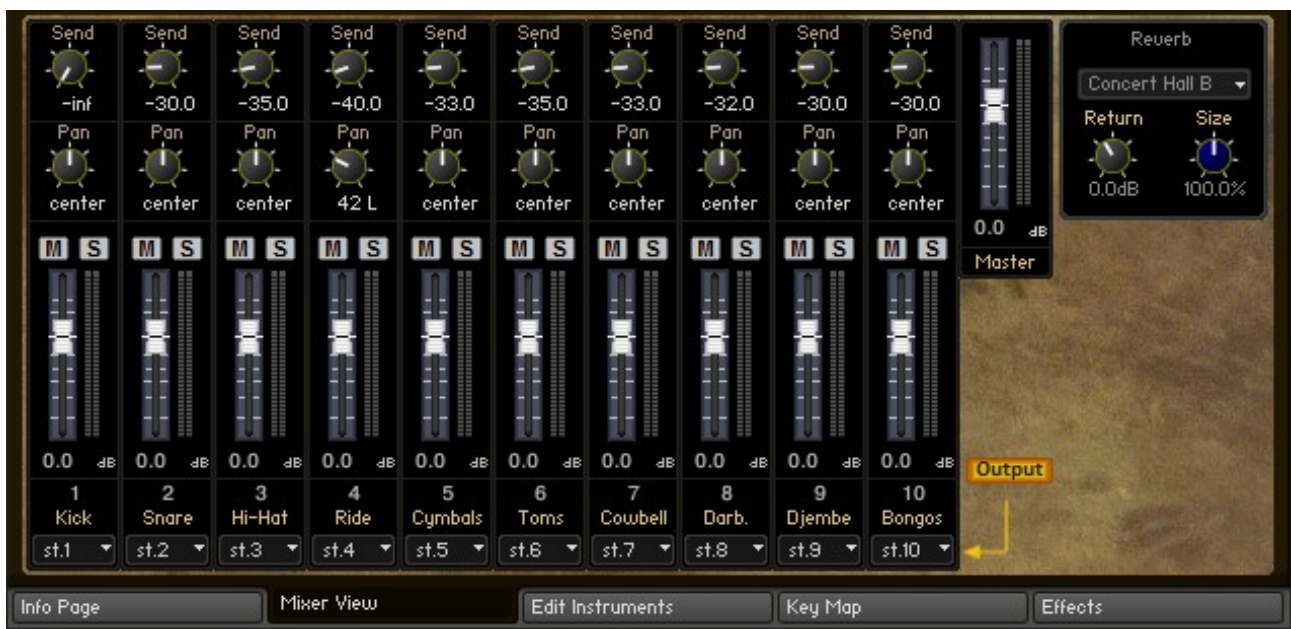 Send Send Send Send Send Send Send Send Send Send
-inf -30.0 -35.0 -40.0 -33.0 -35.0 -33.0 -32.0 -30.0 -30.0
Pan Pan Pan Pan Pan Pan Pan Pan Pan Pan
center center center 42 L center center center center center center
M S M S M S M S M S M S M S M S M S M S
0.0 dB 0.0 dB 0.0 dB 0.0 dB 0.0 dB 0.0 dB 0.0 dB 0.0 dB 0.0 dB 0.0 dB
1 2 3 4 5 6 7 8 9 10
Kick Snare Hi-Hat Ride Cymbals Toms Cowbell Darb. Djembe Bongos
st.1 st.2 st.3 st.4 st.5 st.6 st.7 st.8 st.9 st.10
0.0 dB
Master
Reverb
Concert Hall B
Return Size
0.0dB 100.0%
Output
Info Page Mixer View Edit Instruments Key Map Effects